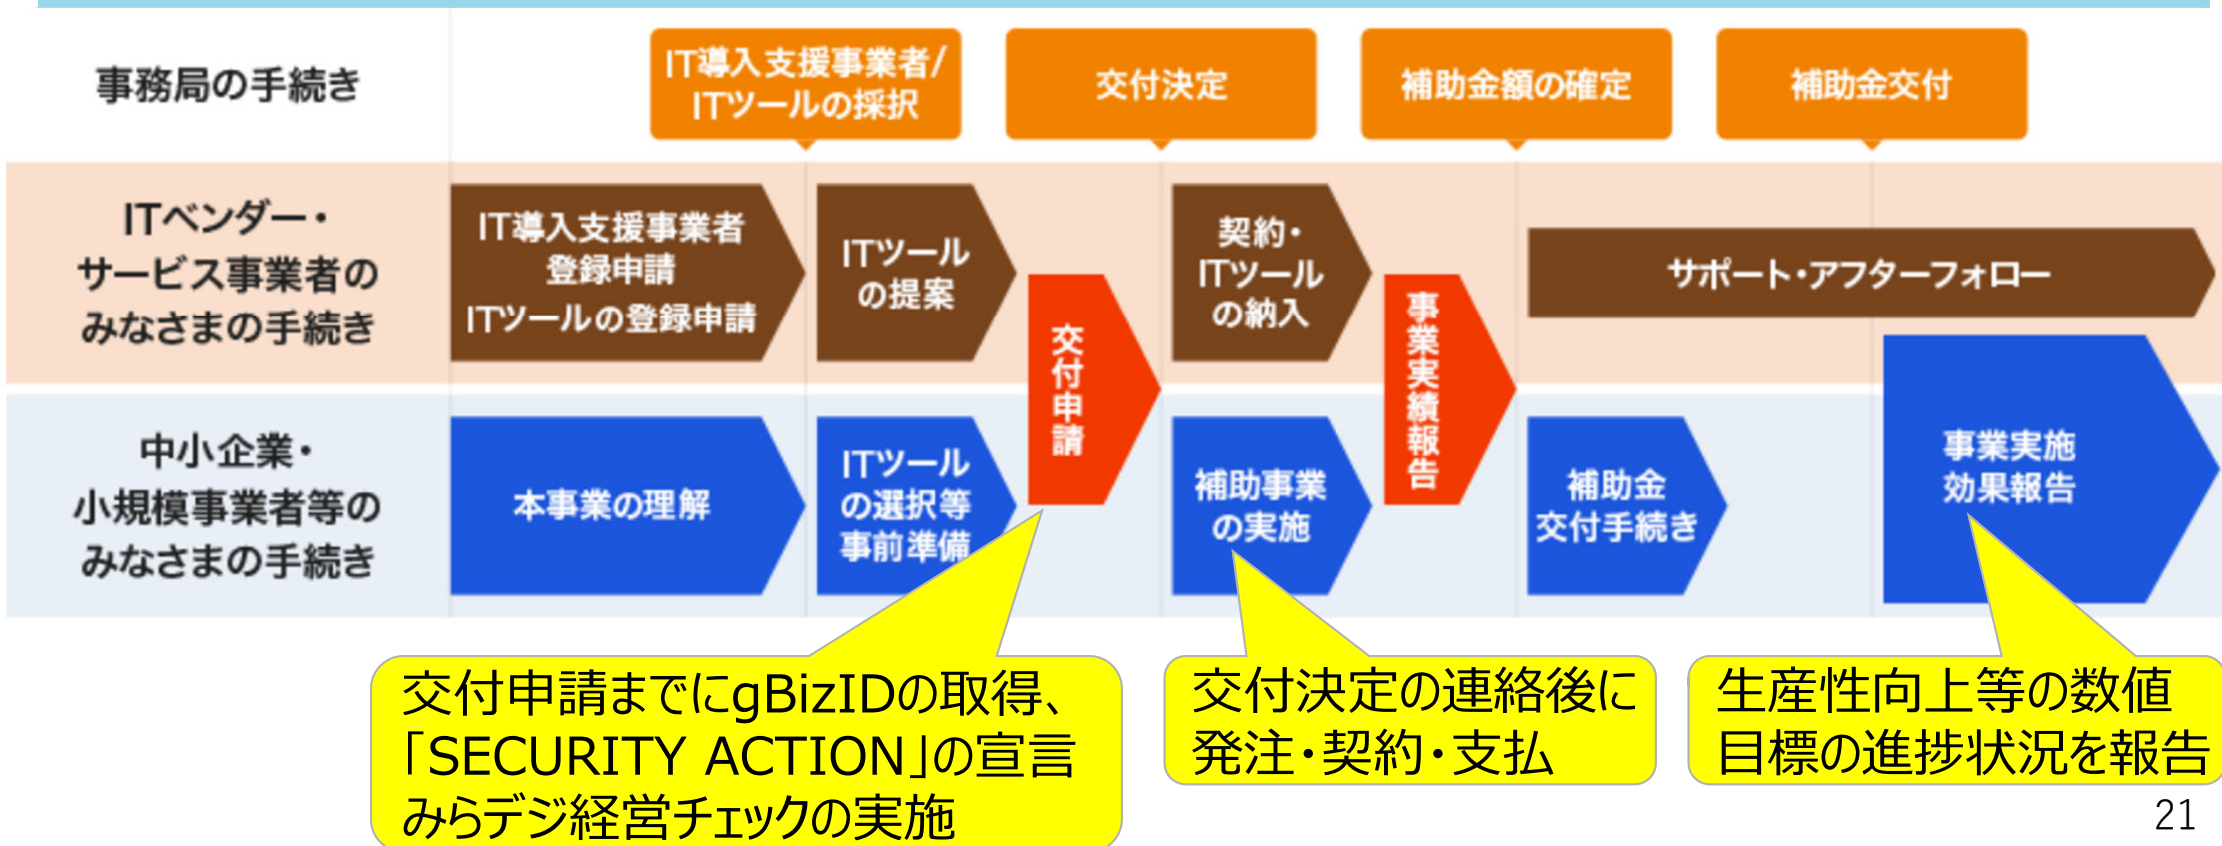 事務局の手続き
IT導入支援事業者/
ITツールの採択
交付決定
補助金額の確定
補助金交付
ITベンダー・
サービス事業者の
みなさまの手続き
IT導入支援事業者
登録申請
ITツールの登録申請
ITツール
の提案
交付申請
契約・
ITツール
の納入
事業実績報告
サポート・アフターフォロー
中小企業・
小規模事業者等の
みなさまの手続き
本事業の理解
ITツール
の選択等
事前準備
補助事業
の実施
補助金
交付手続き
事業実施
効果報告
交付申請までにgBizIDの取得、
「SECURITY ACTION」の宣言
みらデジ経営チェックの実施
交付決定の連絡後に
発注・契約・支払
生産性向上等の数値
目標の進捗状況を報告
21